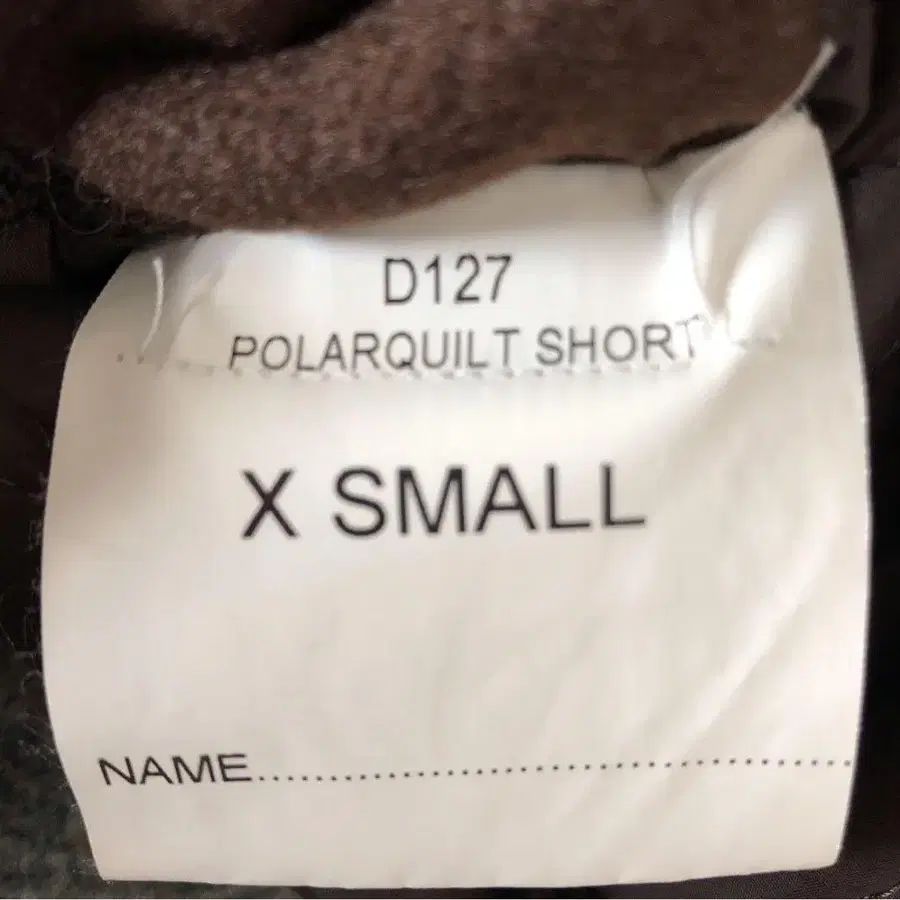 D127
POLARQUILT SHORT
X SMALL
NAME................................................